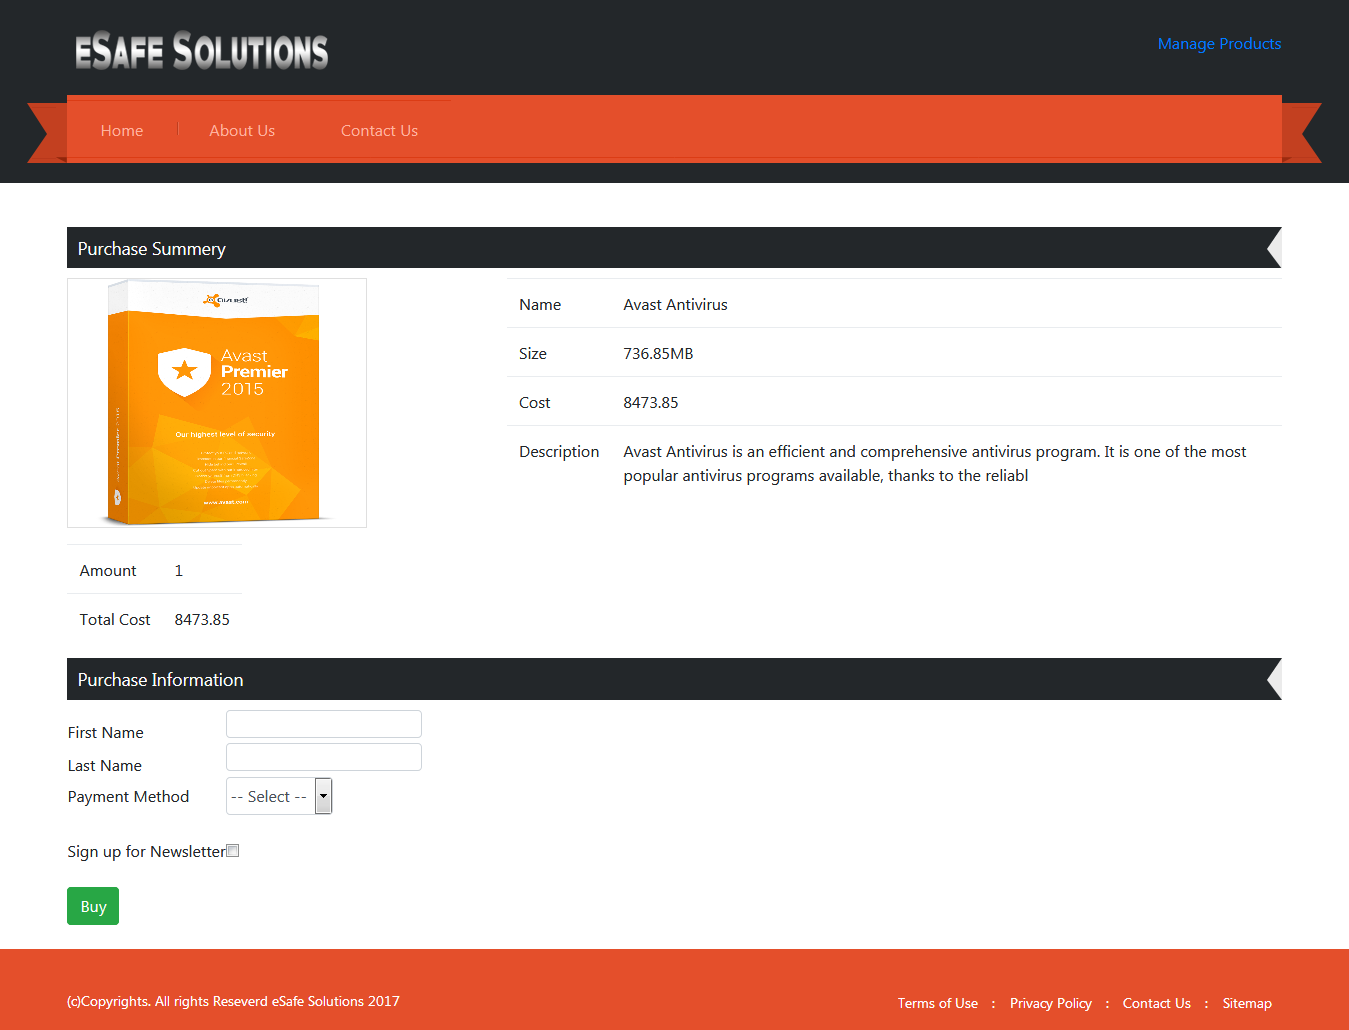 eSafe Solutions
Manage Products
Home
About Us
Contact Us
Purchase Summery
avast!
Avast
Premier
2015
Our highest level of security
www.avast.com
Name Avast Antivirus
Size 736.85MB
Cost 8473.85
Description Avast Antivirus is an efficient and comprehensive antivirus program. It is one of the most
popular antivirus programs available, thanks to the reliabl
Amount 1
Total Cost 8473.85
Purchase Information
First Name
Last Name
Payment Method -- Select --
Sign up for Newsletter
Buy
(c)Copyrights. All rights Reseverd eSafe Solutions 2017
Terms of Use : Privacy Policy : Contact Us : Sitemap